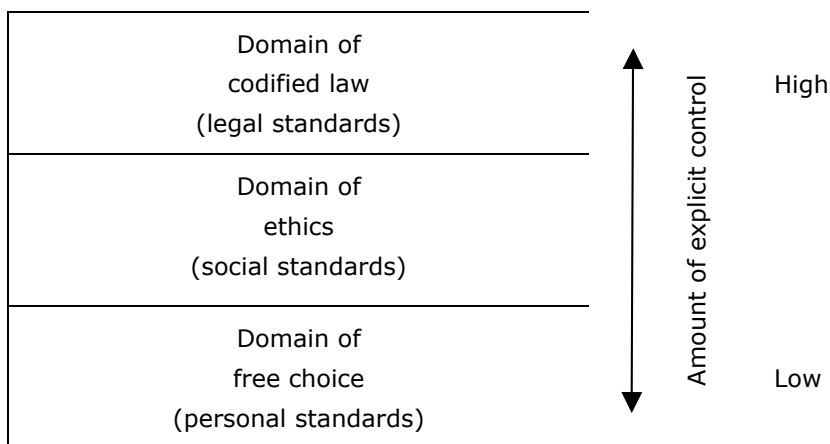 Domain of
codified law
(legal standards)
Domain of
ethics
(social standards)
Domain of
free choice
(personal standards)
Amount of explicit control
High
Low